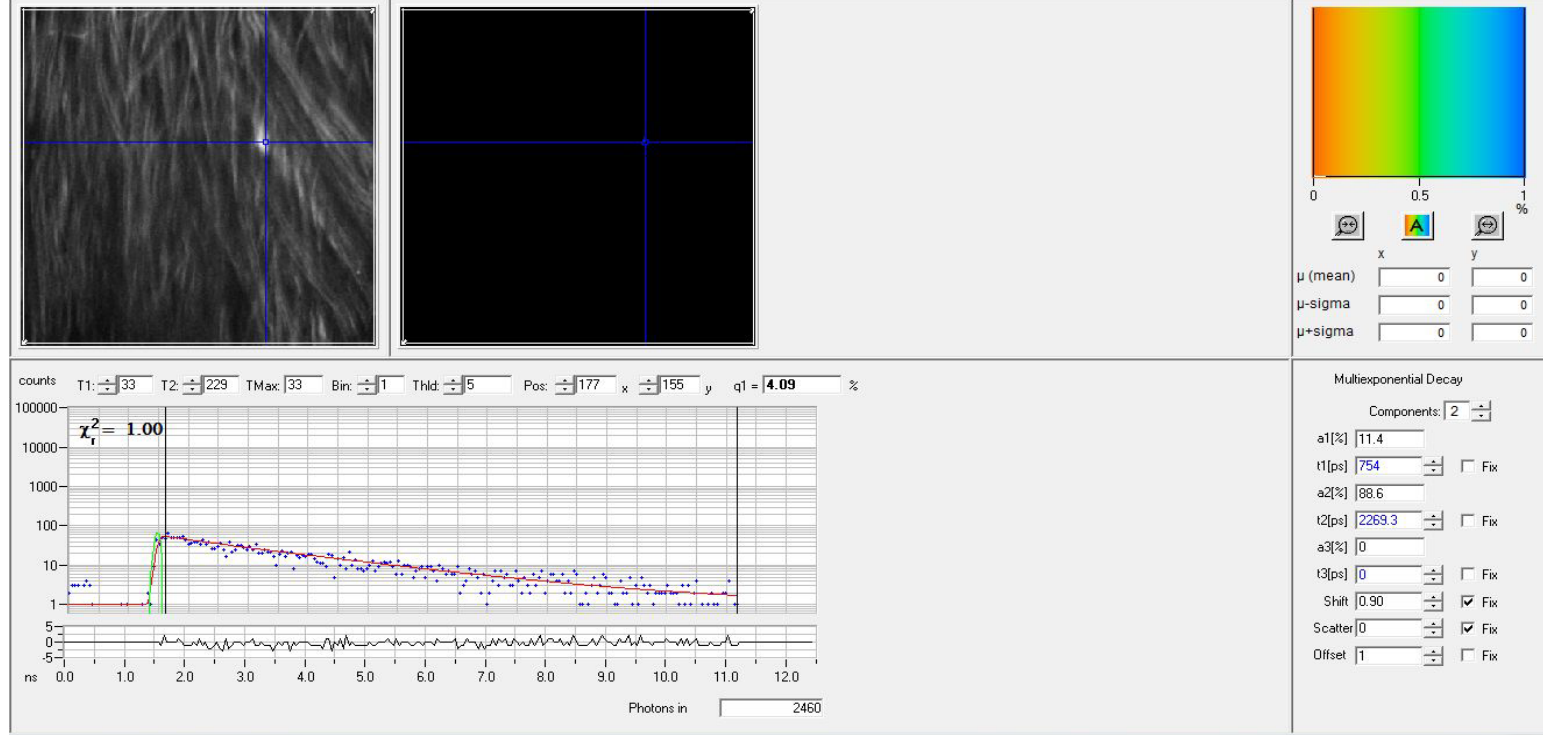 0 0.5 1
%
A
x y
μ (mean) 0 0
μ-sigma 0 0
μ+sigma 0 0
counts T1: 33 T2: 229 TMax: 33 Bin: 1 Thld: 5 Pos: 177 x 155 y q1 = 4.09 %
100000
χ²r = 1.00
10000
1000
100
10
1
5
0
-5
ns 0.0 1.0 2.0 3.0 4.0 5.0 6.0 7.0 8.0 9.0 10.0 11.0 12.0
Photons in 2460
Multiexponential Decay
Components: 2
a1[%] 11.4
t1[ps] 754 Fix
a2[%] 88.6
t2[ps] 2269.3 Fix
a3[%] 0
t3[ps] 0 Fix
Shift 0.90 Fix
Scatter 0 Fix
Offset 1 Fix